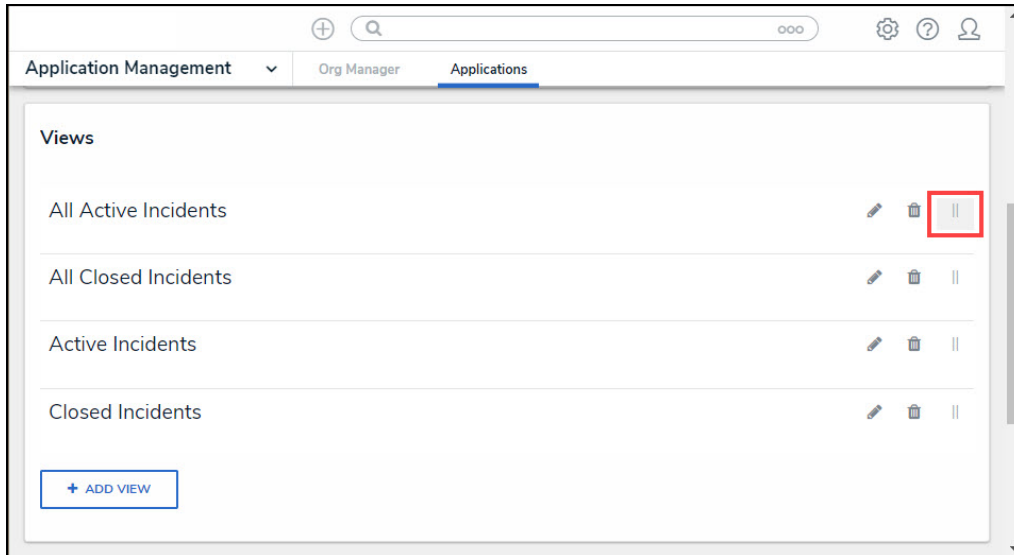 Application Management Org Manager Applications
Views
All Active Incidents
All Closed Incidents
Active Incidents
Closed Incidents
+ ADD VIEW